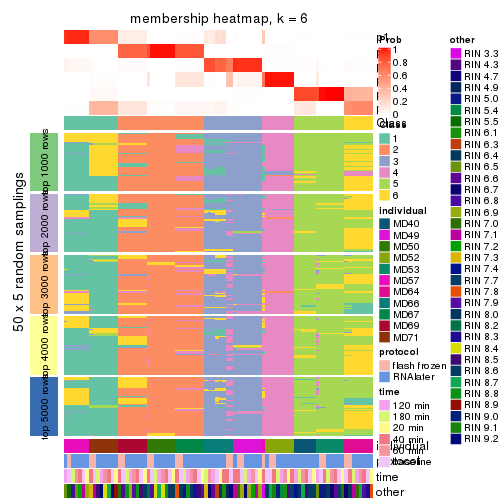 membership heatmap, k = 6
50 x 5 random samplings
top 1000 rows
top 2000 rows
top 3000 rows
top 4000 rows
top 5000 rows
Class
individual
protocol
time
other
Prob
1
0.8
0.6
0.4
0.2
0
1
2
3
4
5
6
individual
MD40
MD49
MD50
MD52
MD53
MD57
MD64
MD66
MD67
MD69
MD71
protocol
flash frozen
RNAlater
time
120 min
180 min
20 min
40 min
60 min
other
RIN 3.3
RIN 4.3
RIN 4.7
RIN 4.9
RIN 5.0
RIN 5.4
RIN 5.5
RIN 6.1
RIN 6.3
RIN 6.4
RIN 6.5
RIN 6.6
RIN 6.7
RIN 6.8
RIN 6.9
RIN 7.0
RIN 7.1
RIN 7.2
RIN 7.3
RIN 7.4
RIN 7.7
RIN 7.8
RIN 7.9
RIN 8.0
RIN 8.2
RIN 8.3
RIN 8.4
RIN 8.5
RIN 8.6
RIN 8.7
RIN 8.8
RIN 8.9
RIN 9.0
RIN 9.1
RIN 9.2